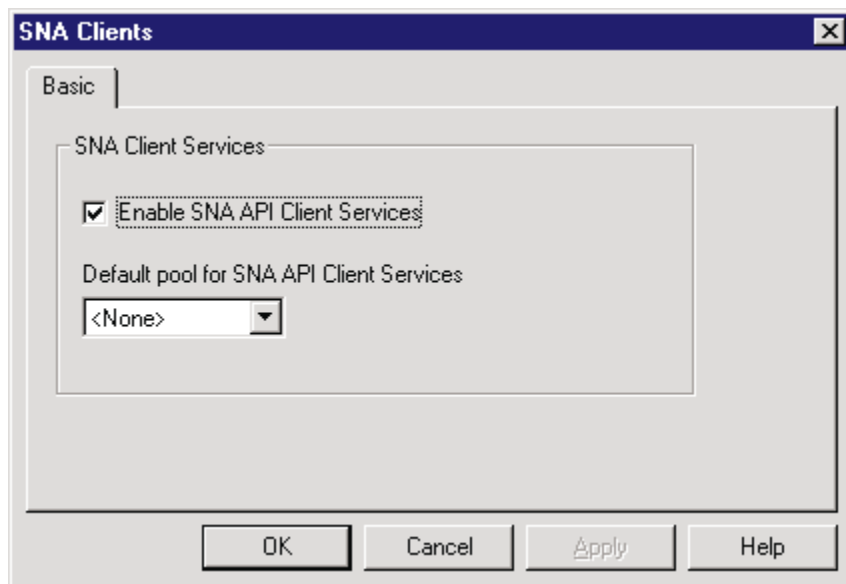 SNA Clients
Basic
SNA Client Services
Enable SNA API Client Services
Default pool for SNA API Client Services
<None>
OK Cancel Apply Help